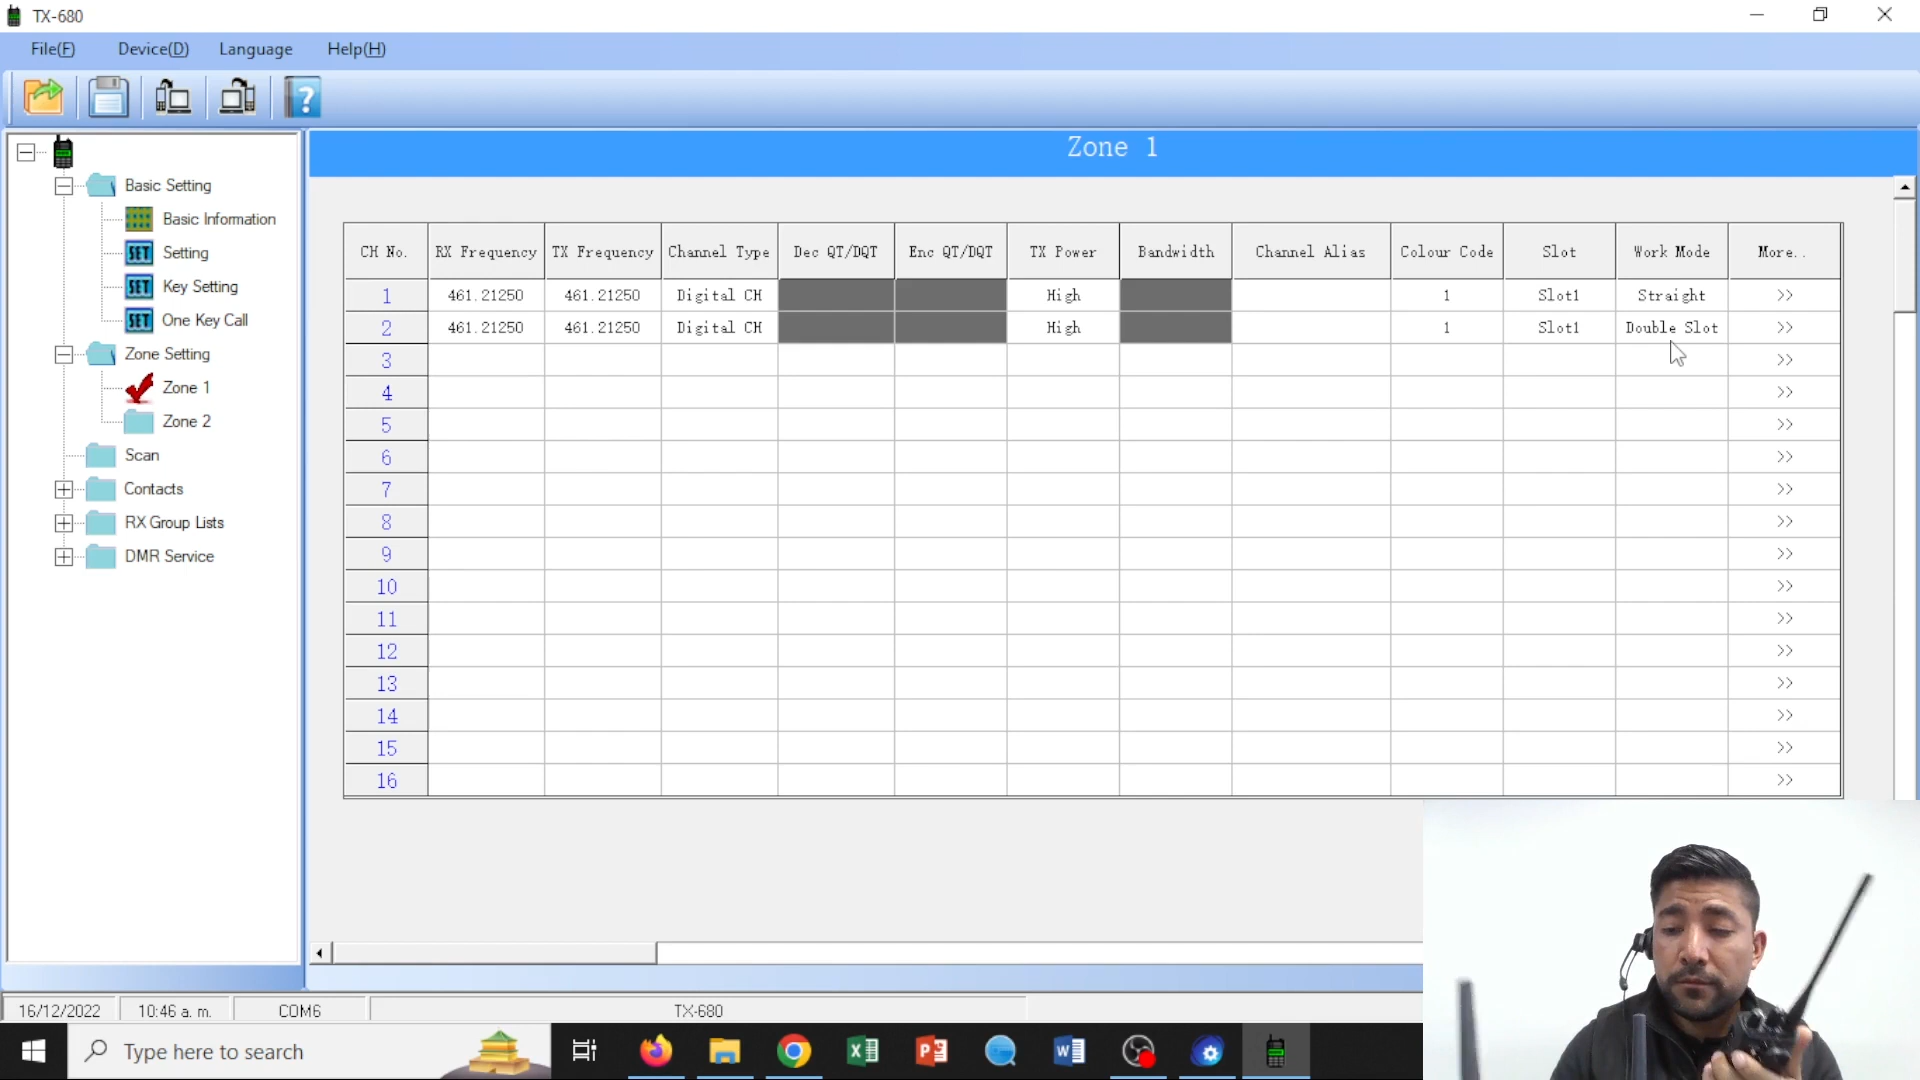 TX-680
File(F) Device(D) Language Help(H)
Basic Setting
Basic Information
SET Setting
SET Key Setting
SET One Key Call
Zone Setting
Zone 1
Zone 2
Scan
Contacts
RX Group Lists
DMR Service
Zone 1
CH No. RX Frequency TX Frequency Channel Type Dec QT/DQT Enc QT/DQT TX Power Bandwidth Channel Alias Colour Code Slot Work Mode More..
1 461.21250 461.21250 Digital CH High 1 Slot1 Straight >>
2 461.21250 461.21250 Digital CH High 1 Slot1 Double Slot >>
3 >>
4 >>
5 >>
6 >>
7 >>
8 >>
9 >>
10 >>
11 >>
12 >>
13 >>
14 >>
15 >>
16 >>
16/12/2022 10:46 a. m. COM6 TX-680
Type here to search